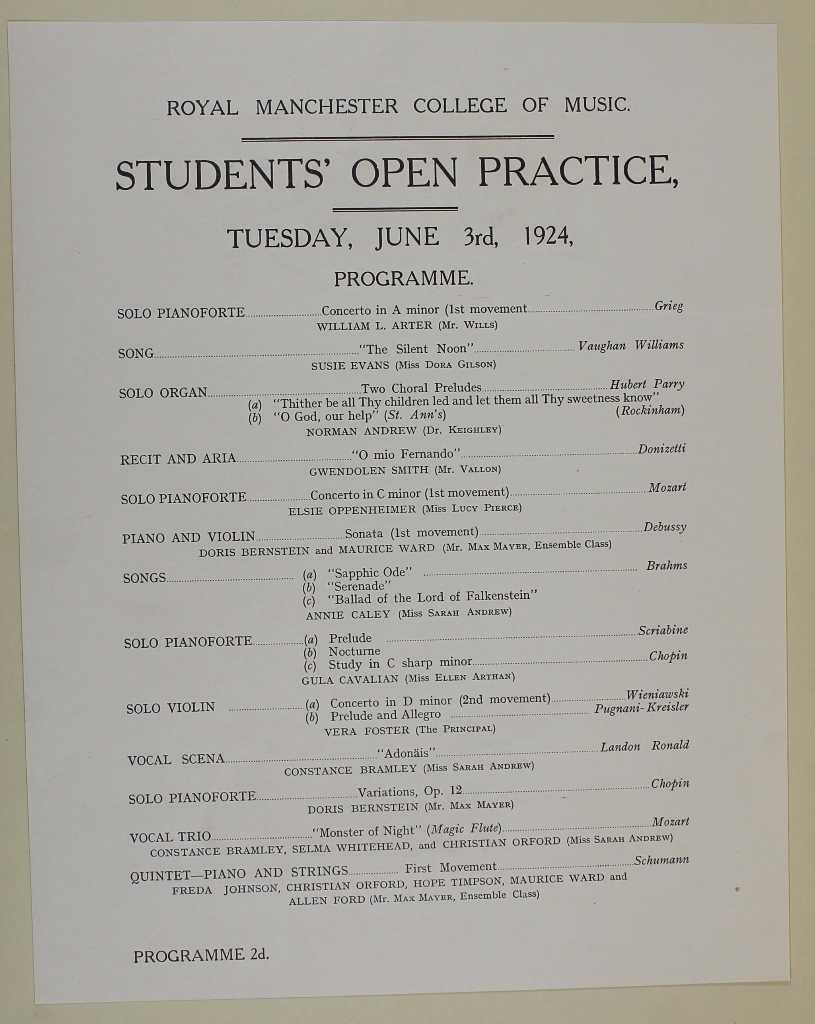 ROYAL MANCHESTER COLLEGE OF MUSIC.
STUDENTS' OPEN PRACTICE,
TUESDAY, JUNE 3rd, 1924,
PROGRAMME.
SOLO PIANOFORTE..........Concerto in A minor (1st movement..........Grieg
WILLIAM L. ARTER (Mr. Wills)
SONG..........“The Silent Noon”..........Vaughan Williams
SUSIE EVANS (Miss Dora Gilson)
SOLO ORGAN..........Two Choral Preludes..........Hubert Parry
(a) “Thither be all Thy children led and let them all Thy sweetness know”
(b) “O God, our help” (St. Ann's) (Rockinham)
NORMAN ANDREW (Dr. Keighley)
RECIT AND ARIA..........“O mio Fernando”..........Donizetti
GWENDOLEN SMITH (Mr. Vallon)
SOLO PIANOFORTE..........Concerto in C minor (1st movement)..........Mozart
ELSIE OPPENHEIMER (Miss Lucy Pierce)
PIANO AND VIOLIN..........Sonata (1st movement)..........Debussy
DORIS BERNSTEIN and MAURICE WARD (Mr. Max Mayer, Ensemble Class)
SONGS..........(a) “Sapphic Ode”..........Brahms
(b) “Serenade”
(c) “Ballad of the Lord of Falkenstein”
ANNIE CALEY (Miss Sarah Andrew)
SOLO PIANOFORTE..........(a) Prelude..........Scriabine
(b) Nocturne
(c) Study in C sharp minor..........Chopin
GULA CAVALIAN (Miss Ellen Arthan)
SOLO VIOLIN..........(a) Concerto in D minor (2nd movement)..........Wieniawski
(b) Prelude and Allegro..........Pugnani-Kreisler
VERA FOSTER (The Principal)
VOCAL SCENA..........“Adonäis”..........Landon Ronald
CONSTANCE BRAMLEY (Miss Sarah Andrew)
SOLO PIANOFORTE..........Variations, Op. 12..........Chopin
DORIS BERNSTEIN (Mr. Max Mayer)
VOCAL TRIO..........“Monster of Night” (Magic Flute)..........Mozart
CONSTANCE BRAMLEY, SELMA WHITEHEAD, and CHRISTIAN ORFORD (Miss Sarah Andrew)
QUINTET—PIANO AND STRINGS..........First Movement..........Schumann
FREDA JOHNSON, CHRISTIAN ORFORD, HOPE TIMPSON, MAURICE WARD and
ALLEN FORD (Mr. Max Mayer, Ensemble Class)
PROGRAMME 2d.